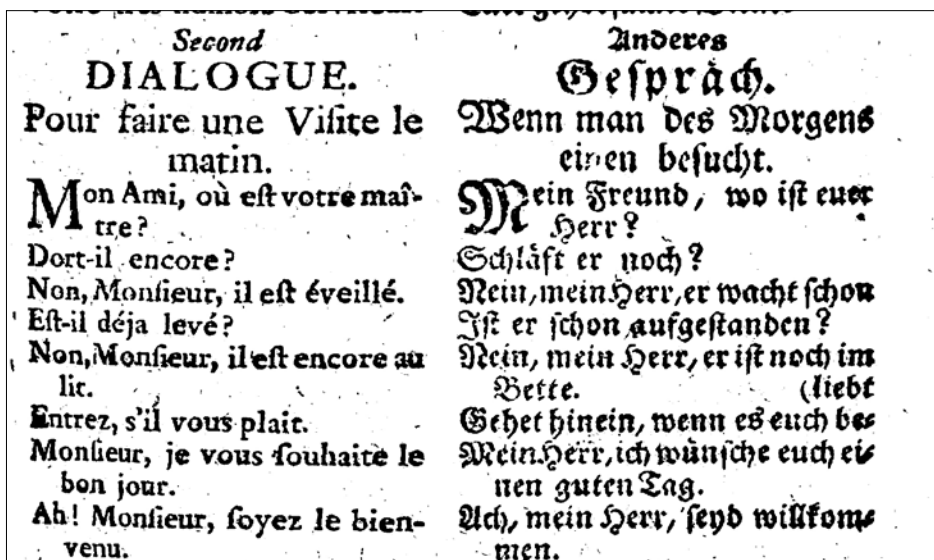 Second
DIALOGUE.
Pour faire une Viſite le
matin.
Mon Ami, où eſt votre maî-
tre?
Dort-il encore?
Non, Monſieur, il eſt éveillé.
Eſt-il déja levé?
Non, Monſieur, il eſt encore au
lit.
Entrez, s'il vous plait.
Monſieur, je vous ſouhaite le
bon jour.
Ah! Monſieur, ſoyez le bien-
venu.
Anderes
Geſpräch.
Wenn man des Morgens
einen beſucht.
Mein Freund, wo iſt euer
Herr?
Schläft er noch?
Nein, mein Herr, er wacht ſchon
Iſt er ſchon aufgeſtanden?
Nein, mein Herr, er iſt noch im
Bette. (liebt
Gehet hinein, wenn es euch be-
Mein Herr, ich wünſche euch ei-
nen guten Tag.
Ach, mein Herr, ſeyd willkom-
men.